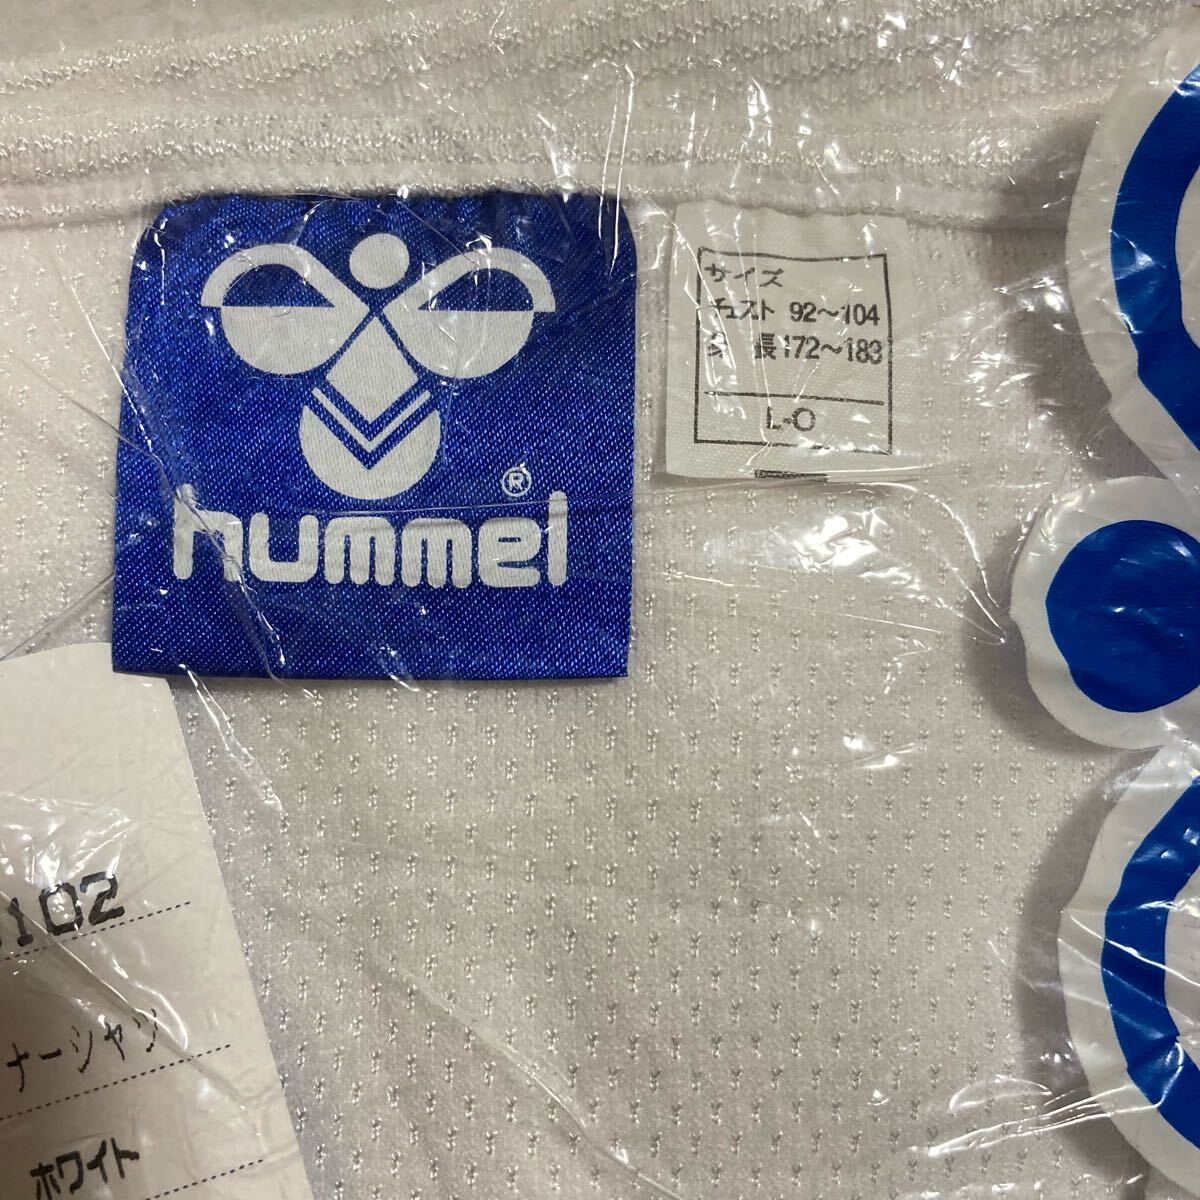 hummel®
サイズ
チェスト 92～104
身 長 172～183
L-O
102
ナーシャツ
ホワイト